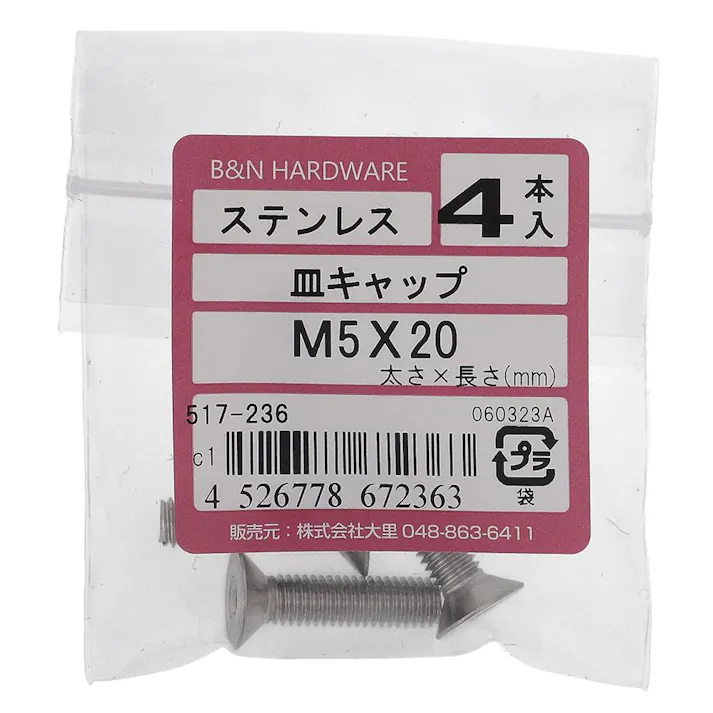 B&N HARDWARE
ステンレス
4本入
皿キャップ
M5X20
太さ×長さ(mm)
517-236
060323A
c1
プラ
袋
4 526778 672363
販売元：株式会社大里 048-863-6411